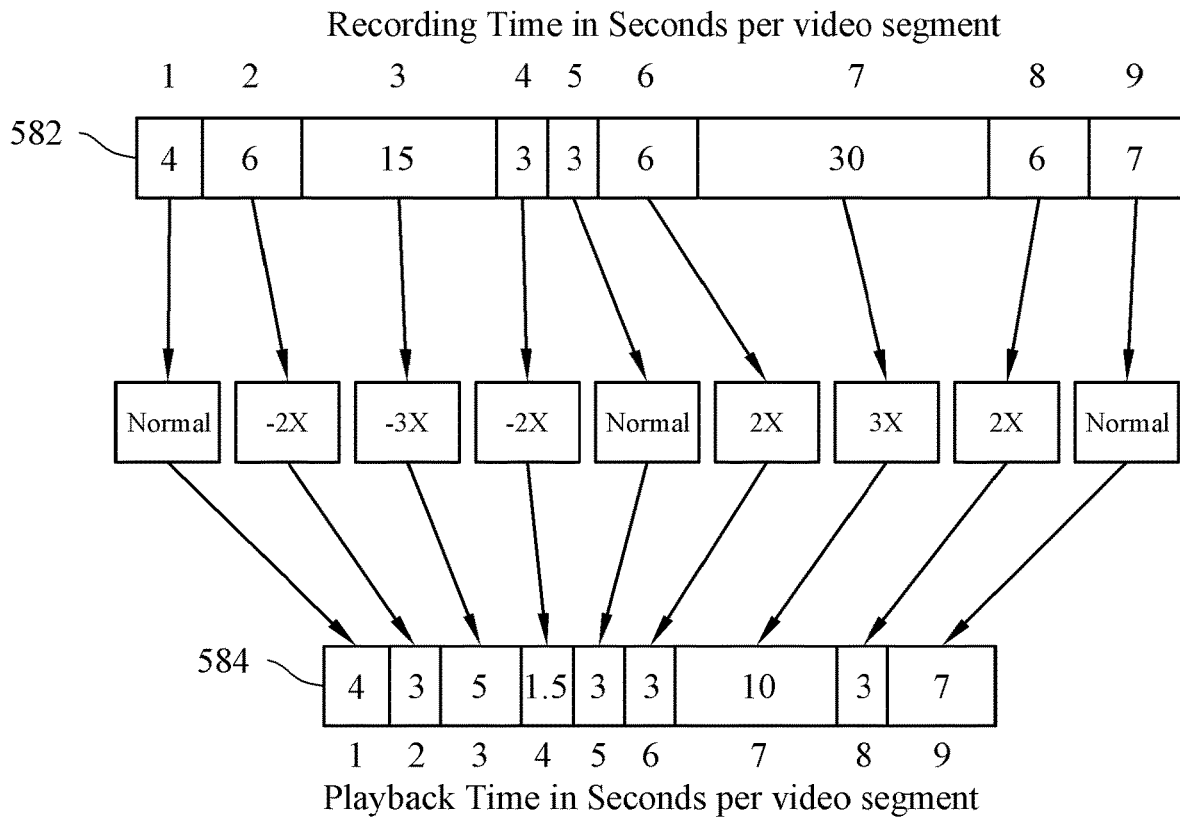 Recording Time in Seconds per video segment
1 2 3 4 5 6 7 8 9
582
4 6 15 3 3 6 30 6 7
Normal -2X -3X -2X Normal 2X 3X 2X Normal
584
4 3 5 1.5 3 3 10 3 7
1 2 3 4 5 6 7 8 9
Playback Time in Seconds per video segment